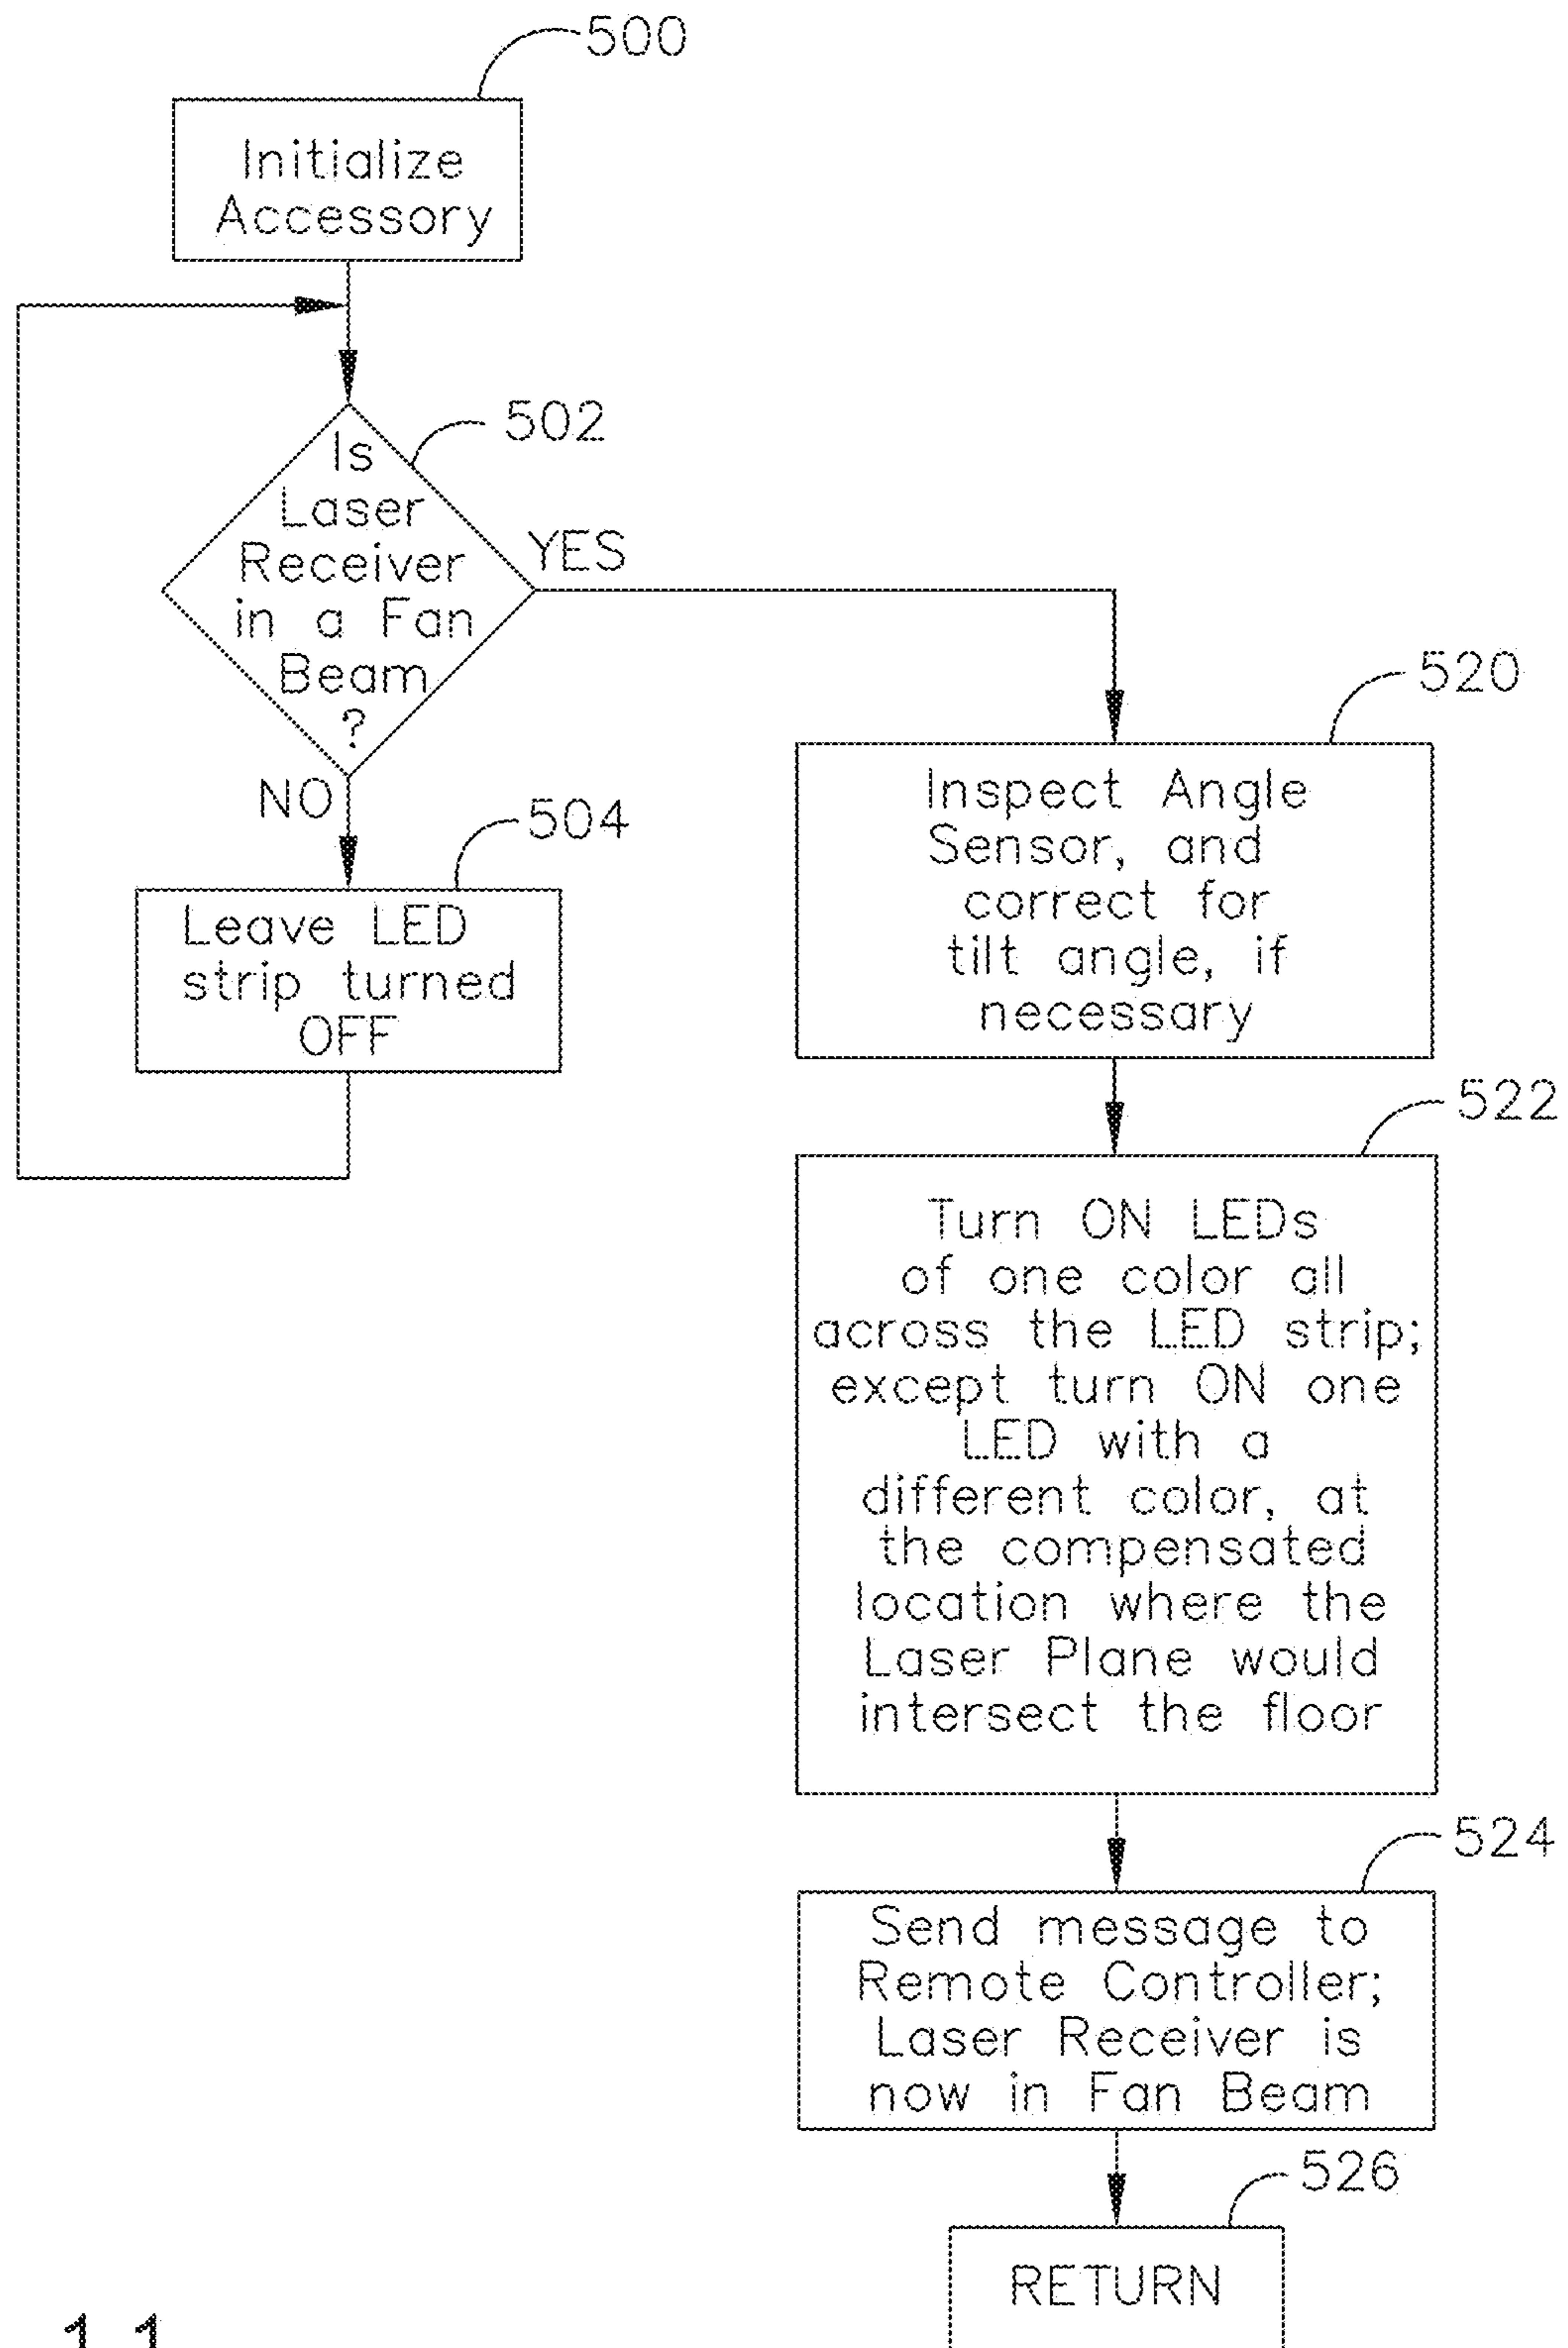 500
Initialize
Accessory
502
Is
Laser
Receiver
in a Fan
Beam
?
YES
NO
504
Leave LED
strip turned
OFF
520
Inspect Angle
Sensor, and
correct for
tilt angle, if
necessary
522
Turn ON LEDs
of one color all
across the LED strip;
except turn ON one
LED with a
different color, at
the compensated
location where the
Laser Plane would
intersect the floor
524
Send message to
Remote Controller;
Laser Receiver is
now in Fan Beam
526
RETURN